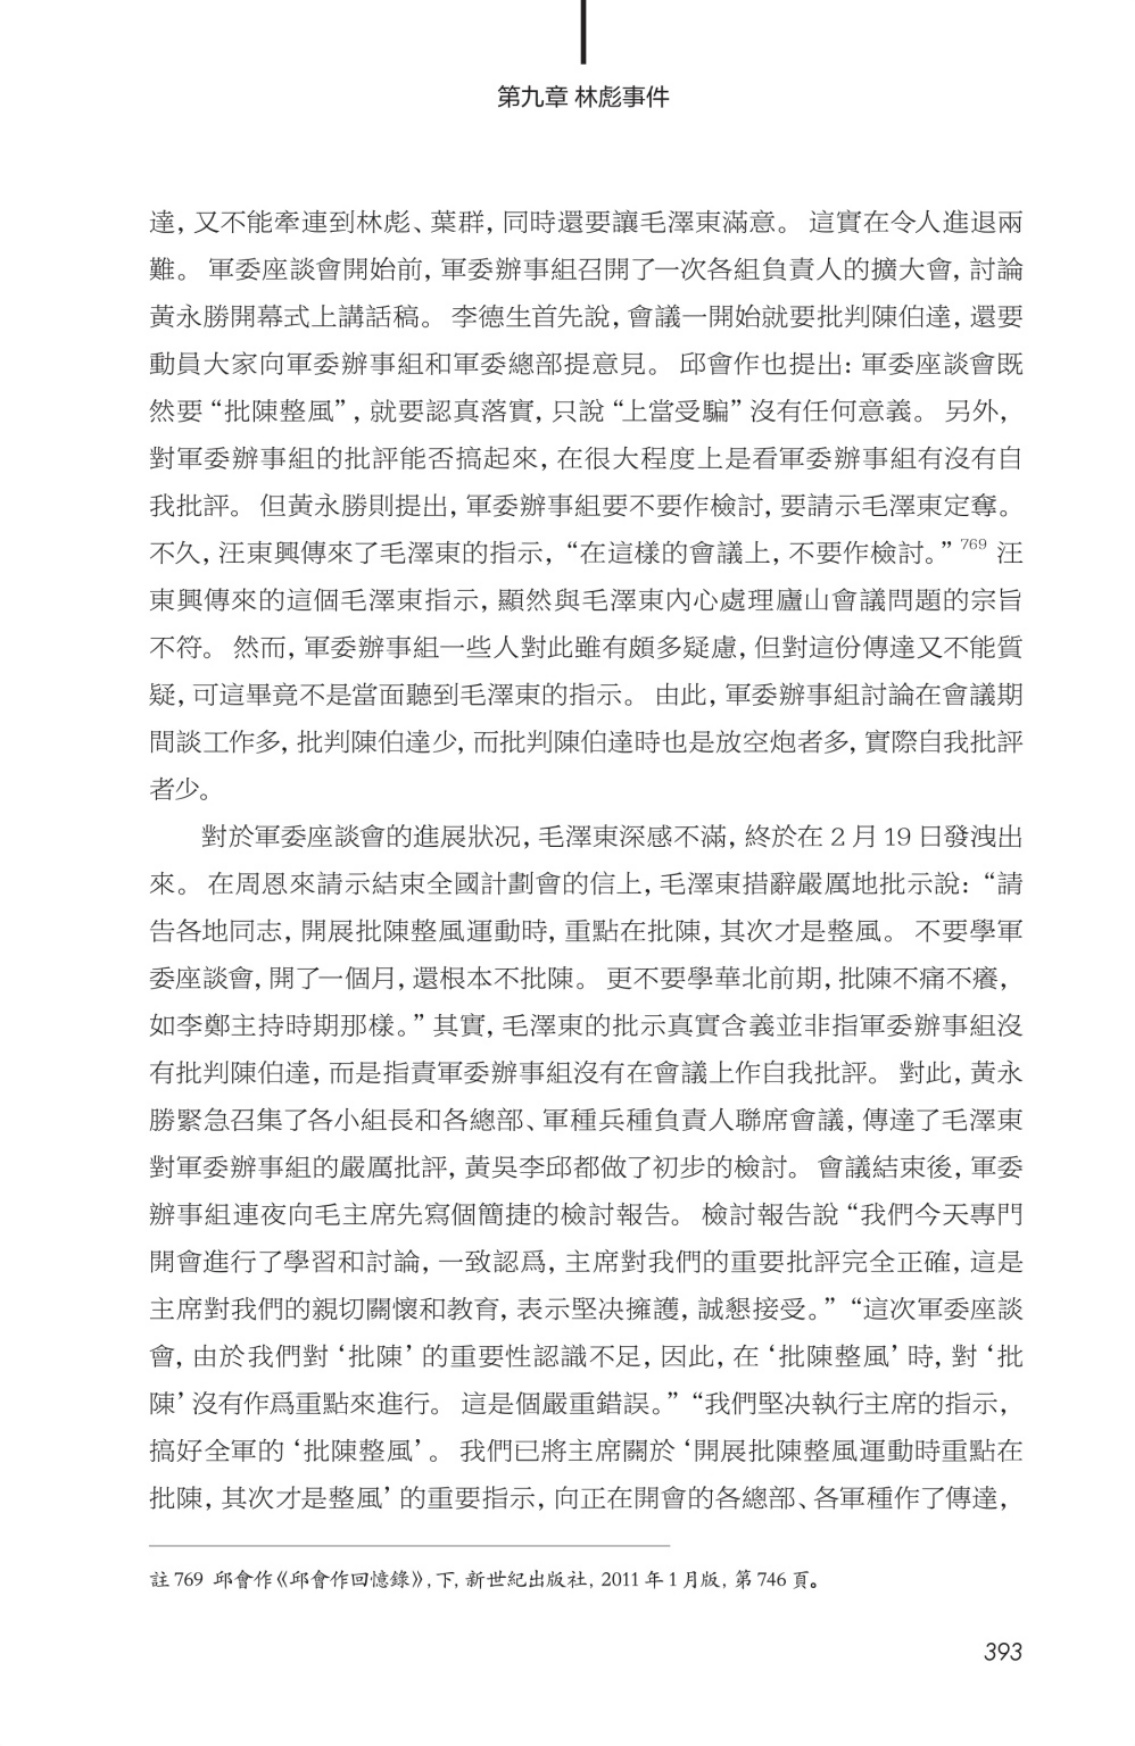 第九章 林彪事件
達, 又不能牽連到林彪、葉群, 同時還要讓毛澤東滿意。 這實在令人進退兩
難。 軍委座談會開始前, 軍委辦事組召開了一次各組負責人的擴大會, 討論
黃永勝開幕式上講話稿。 李德生首先說, 會議一開始就要批判陳伯達, 還要
動員大家向軍委辦事組和軍委總部提意見。 邱會作也提出: 軍委座談會既
然要 “批陳整風” , 就要認真落實, 只說 “上當受騙” 沒有任何意義。 另外,
對軍委辦事組的批評能否搞起來, 在很大程度上是看軍委辦事組有沒有自
我批評。 但黃永勝則提出, 軍委辦事組要不要作檢討, 要請示毛澤東定奪。
不久, 汪東興傳來了毛澤東的指示, “在這樣的會議上, 不要作檢討。” 769 汪
東興傳來的這個毛澤東指示, 顯然與毛澤東內心處理廬山會議問題的宗旨
不符。 然而, 軍委辦事組一些人對此雖有頗多疑慮, 但對這份傳達又不能質
疑, 可這畢竟不是當面聽到毛澤東的指示。 由此, 軍委辦事組討論在會議期
間談工作多, 批判陳伯達少, 而批判陳伯達時也是放空炮者多, 實際自我批評
者少。
對於軍委座談會的進展狀況, 毛澤東深感不滿, 終於在 2 月 19 日發洩出
來。 在周恩來請示結束全國計劃會的信上, 毛澤東措辭嚴厲地批示說: “請
告各地同志, 開展批陳整風運動時, 重點在批陳, 其次才是整風。 不要學軍
委座談會, 開了一個月, 還根本不批陳。 更不要學華北前期, 批陳不痛不癢,
如李鄭主持時期那樣。” 其實, 毛澤東的批示真實含義並非指軍委辦事組沒
有批判陳伯達, 而是指責軍委辦事組沒有在會議上作自我批評。 對此, 黃永
勝緊急召集了各小組長和各總部、軍種兵種負責人聯席會議, 傳達了毛澤東
對軍委辦事組的嚴厲批評, 黃吳李邱都做了初步的檢討。 會議結束後, 軍委
辦事組連夜向毛主席先寫個簡捷的檢討報告。 檢討報告說 “我們今天專門
開會進行了學習和討論, 一致認爲, 主席對我們的重要批評完全正確, 這是
主席對我們的親切關懷和教育, 表示堅决擁護, 誠懇接受。” “這次軍委座談
會, 由於我們對 ‘批陳’ 的重要性認識不足, 因此, 在 ‘批陳整風’ 時, 對 ‘批
陳’ 沒有作爲重點來進行。 這是個嚴重錯誤。” “我們堅决執行主席的指示,
搞好全軍的 ‘批陳整風’ 。 我們已將主席關於 ‘開展批陳整風運動時重點在
批陳, 其次才是整風’ 的重要指示, 向正在開會的各總部、各軍種作了傳達,
註 769 邱會作《邱會作回憶錄》, 下, 新世紀出版社, 2011 年 1 月版, 第 746 頁。
393